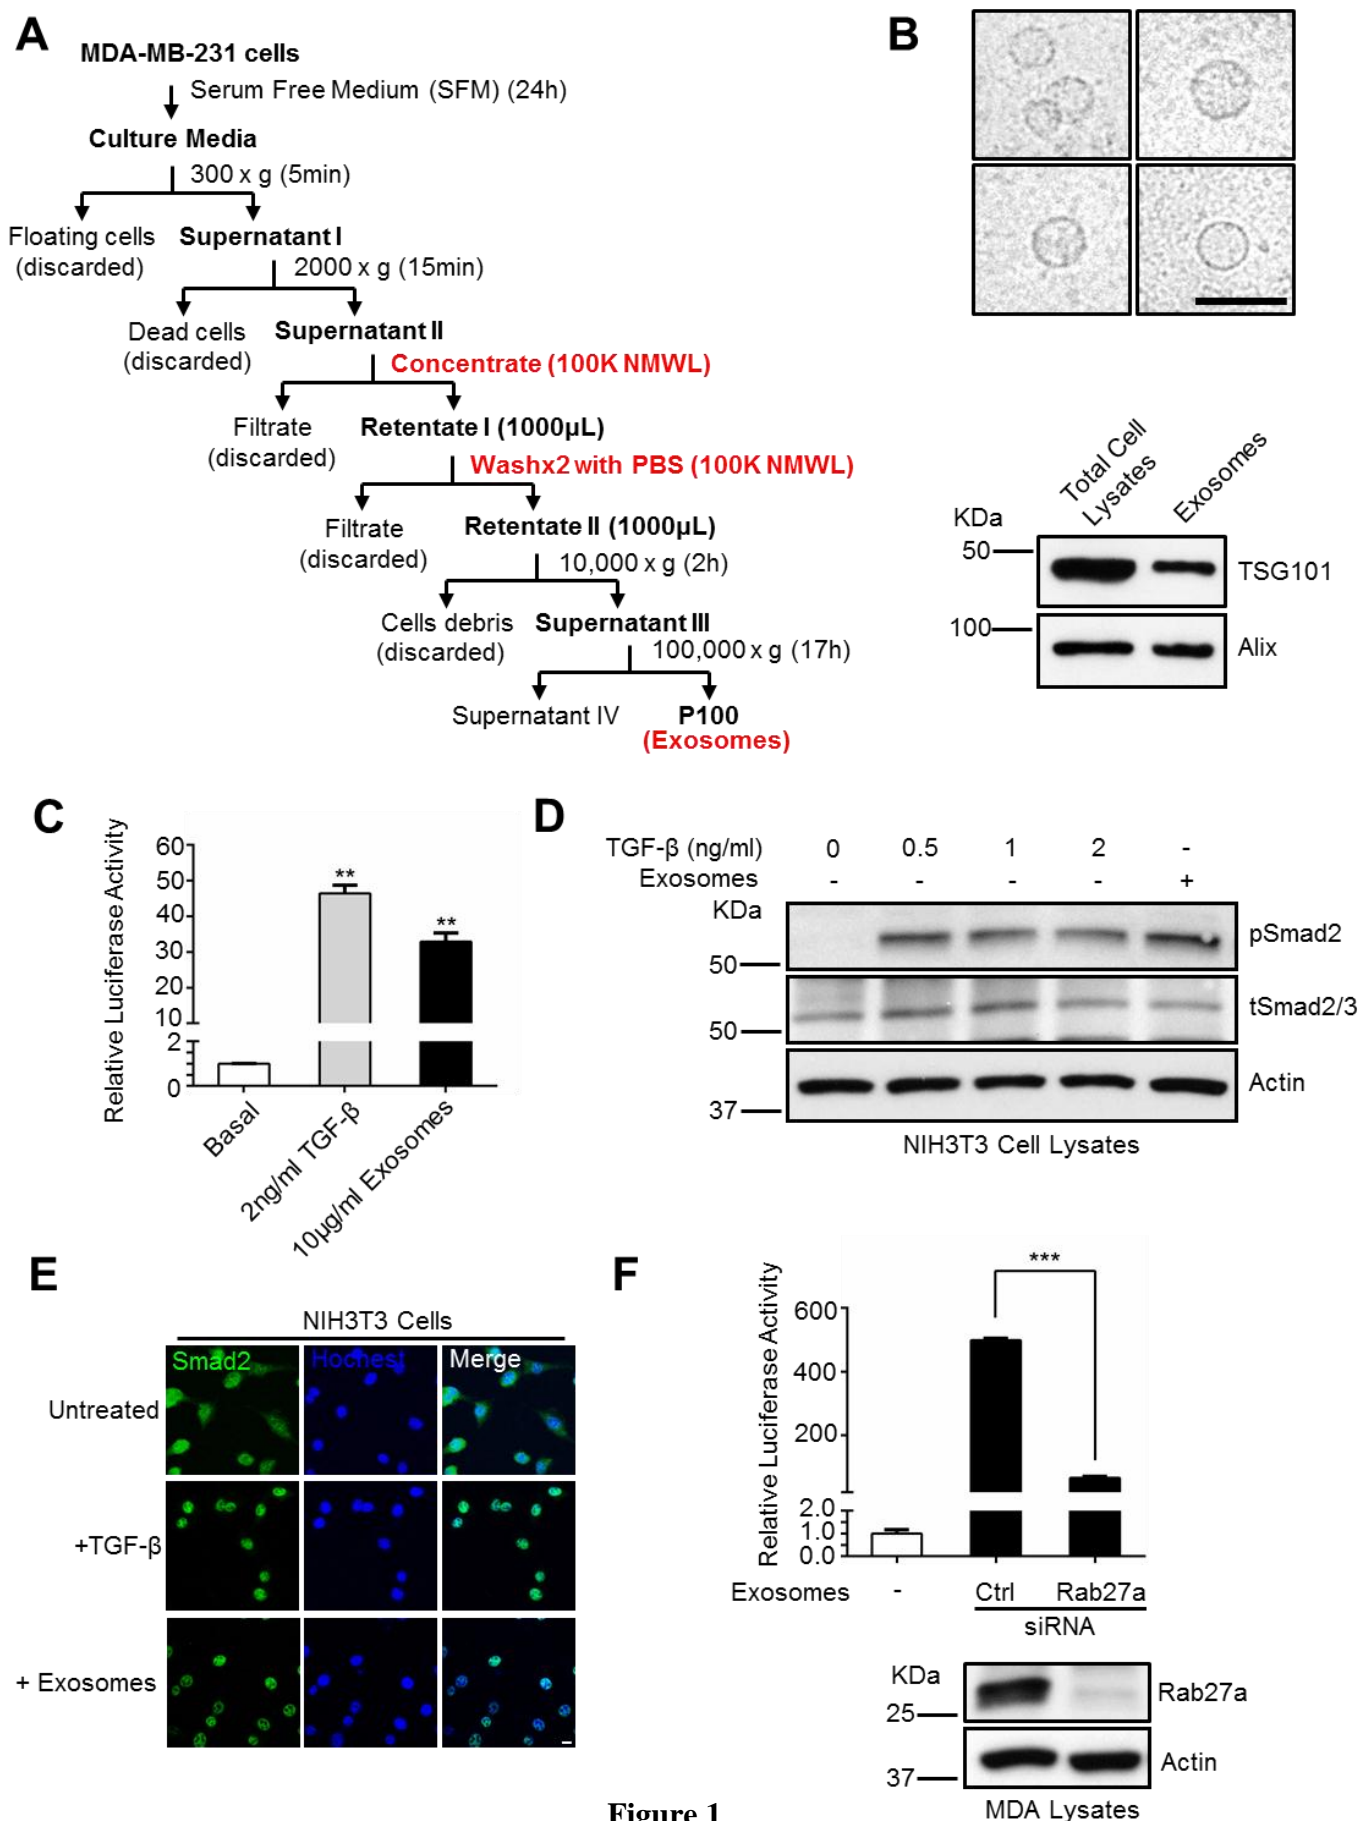 A
MDA-MB-231 cells
Serum Free Medium (SFM) (24h)
Culture Media
300 x g (5min)
Floating cells
(discarded)
Supernatant I
2000 x g (15min)
Dead cells
(discarded)
Supernatant II
Concentrate (100K NMWL)
Filtrate
(discarded)
Retentate I (1000µL)
Washx2 with PBS (100K NMWL)
Filtrate
(discarded)
Retentate II (1000µL)
10,000 x g (2h)
Cells debris
(discarded)
Supernatant III
100,000 x g (17h)
Supernatant IV
P100
(Exosomes)
B
Total Cell
Lysates
Exosomes
KDa
50
TSG101
100
Alix
C
Relative Luciferase Activity
60
50
40
30
20
10
2
0
**
**
Basal
2ng/ml TGF-β
10µg/ml Exosomes
D
TGF-β (ng/ml) 0 0.5 1 2 -
Exosomes - - - - +
KDa
50
pSmad2
50
tSmad2/3
37
Actin
NIH3T3 Cell Lysates
E
NIH3T3 Cells
Smad2 Hochest Merge
Untreated
+TGF-β
+ Exosomes
F
Relative Luciferase Activity
600
400
200
2.0
1.0
0.0
***
Exosomes - Ctrl Rab27a
siRNA
KDa
25
Rab27a
37
Actin
MDA Lysates
Figure 1